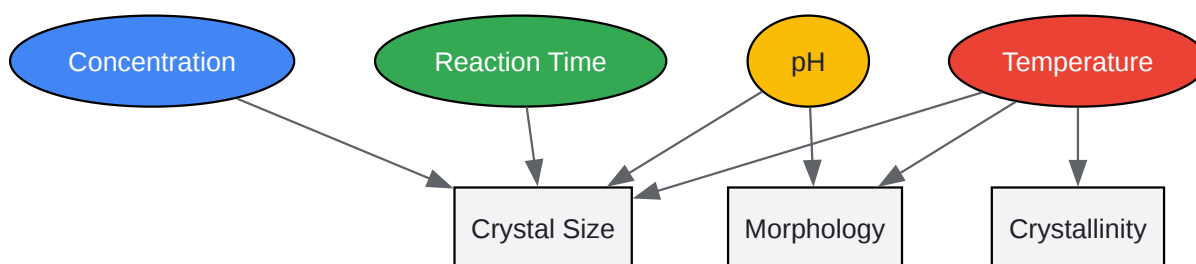 Concentration
Reaction Time
pH
Temperature
Crystal Size
Morphology
Crystallinity